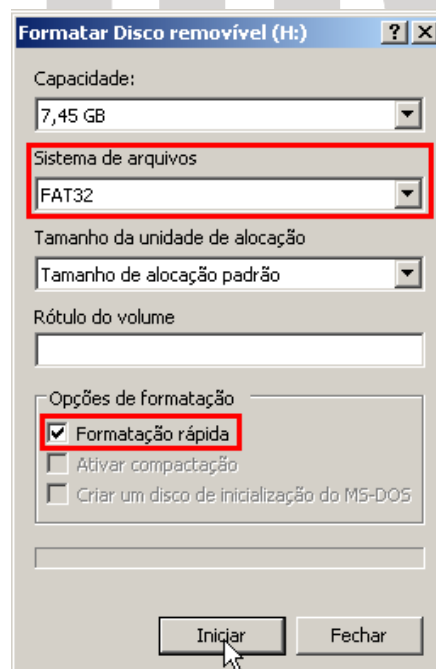 Formatar Disco removível (H:)
Capacidade:
7,45 GB
Sistema de arquivos
FAT32
Tamanho da unidade de alocação
Tamanho de alocação padrão
Rótulo do volume
Opções de formatação
Formatação rápida
Ativar compactação
Criar um disco de inicialização do MS-DOS
Iniciar
Fechar